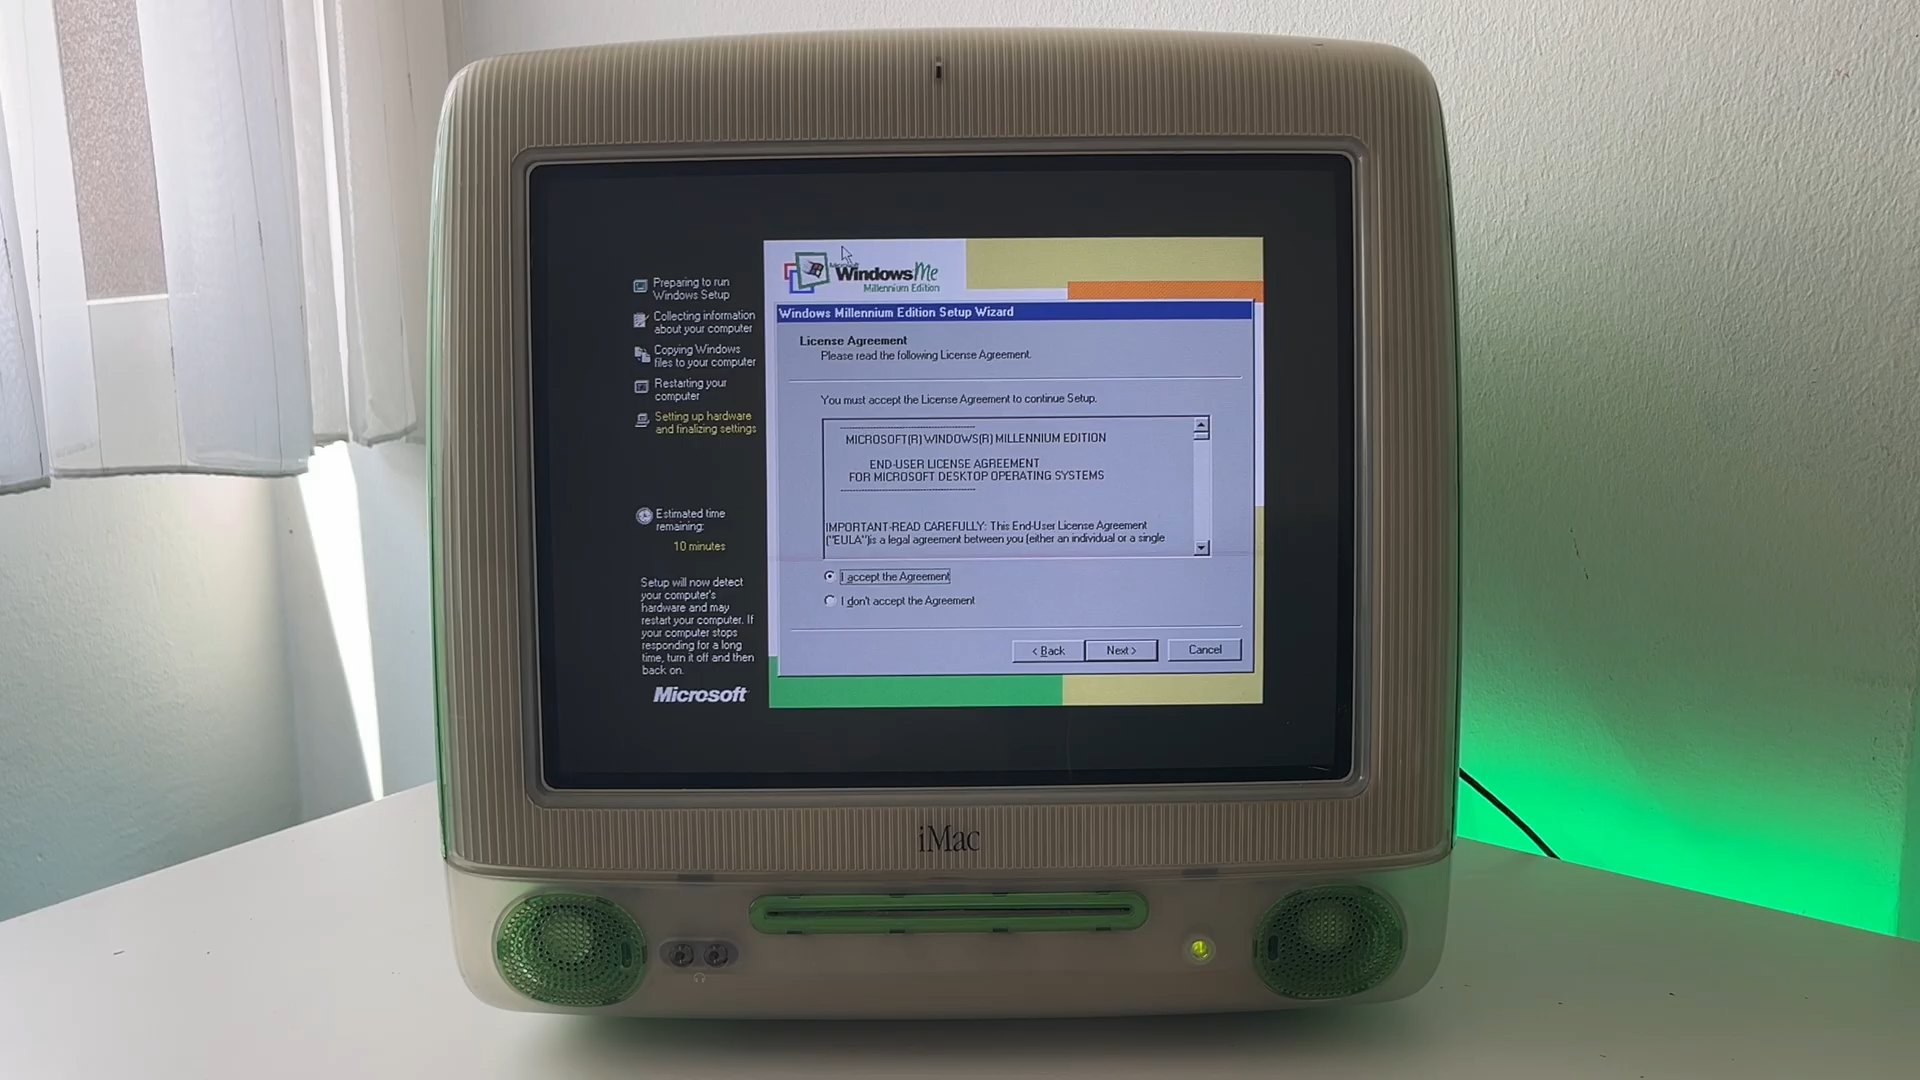 Preparing to run
Windows Setup
Collecting information
about your computer
Copying Windows
files to your computer
Restarting your
computer
Setting up hardware
and finalizing settings
Estimated time
remaining:
10 minutes
Setup will now detect
your computer's
hardware and may
restart your computer. If
your computer stops
responding for a long
time, turn it off and then
back on.
Microsoft
Microsoft
Windows Me
Millennium Edition
Windows Millennium Edition Setup Wizard
License Agreement
Please read the following License Agreement.
You must accept the License Agreement to continue Setup.
MICROSOFT(R) WINDOWS(R) MILLENNIUM EDITION
END-USER LICENSE AGREEMENT
FOR MICROSOFT DESKTOP OPERATING SYSTEMS
IMPORTANT-READ CAREFULLY: This End-User License Agreement
("EULA")is a legal agreement between you (either an individual or a single
I accept the Agreement
I don't accept the Agreement
< Back
Next >
Cancel
iMac